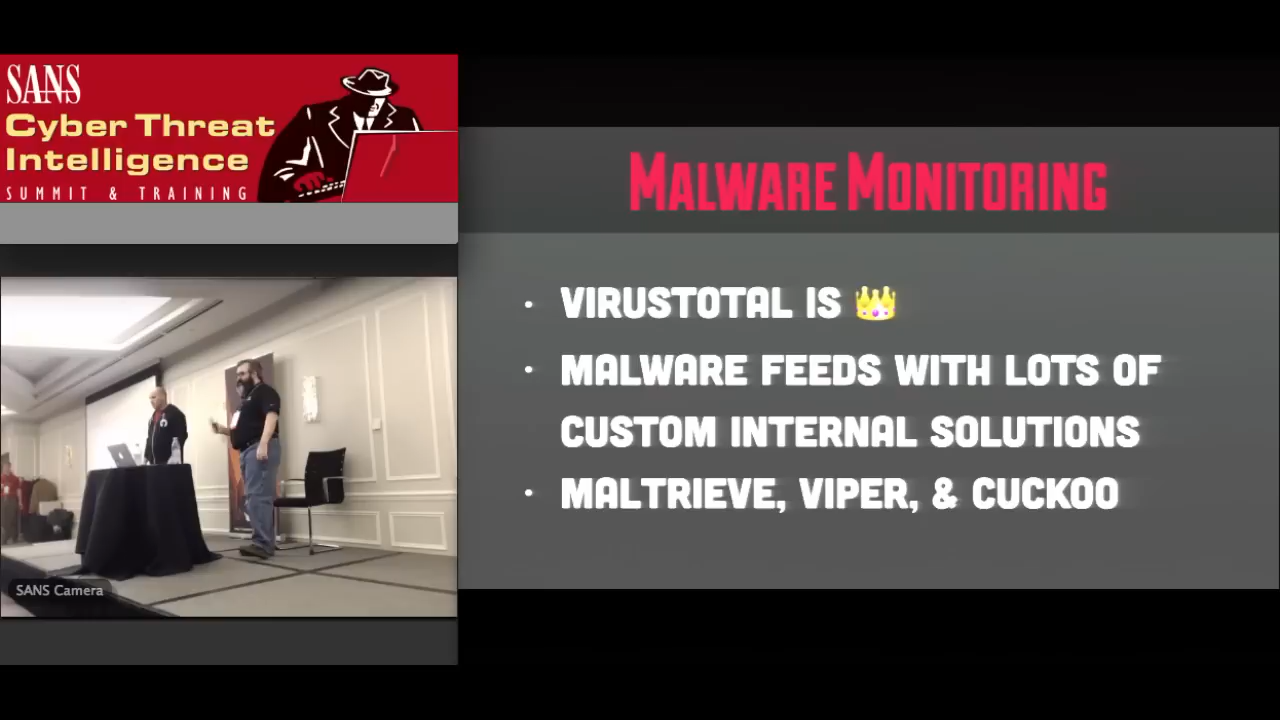 SANS
Cyber Threat
Intelligence
SUMMIT & TRAINING
SANS Camera
MALWARE MONITORING
• VIRUSTOTAL IS 👑
• MALWARE FEEDS WITH LOTS OF
CUSTOM INTERNAL SOLUTIONS
• MALTRIEVE, VIPER, & CUCKOO